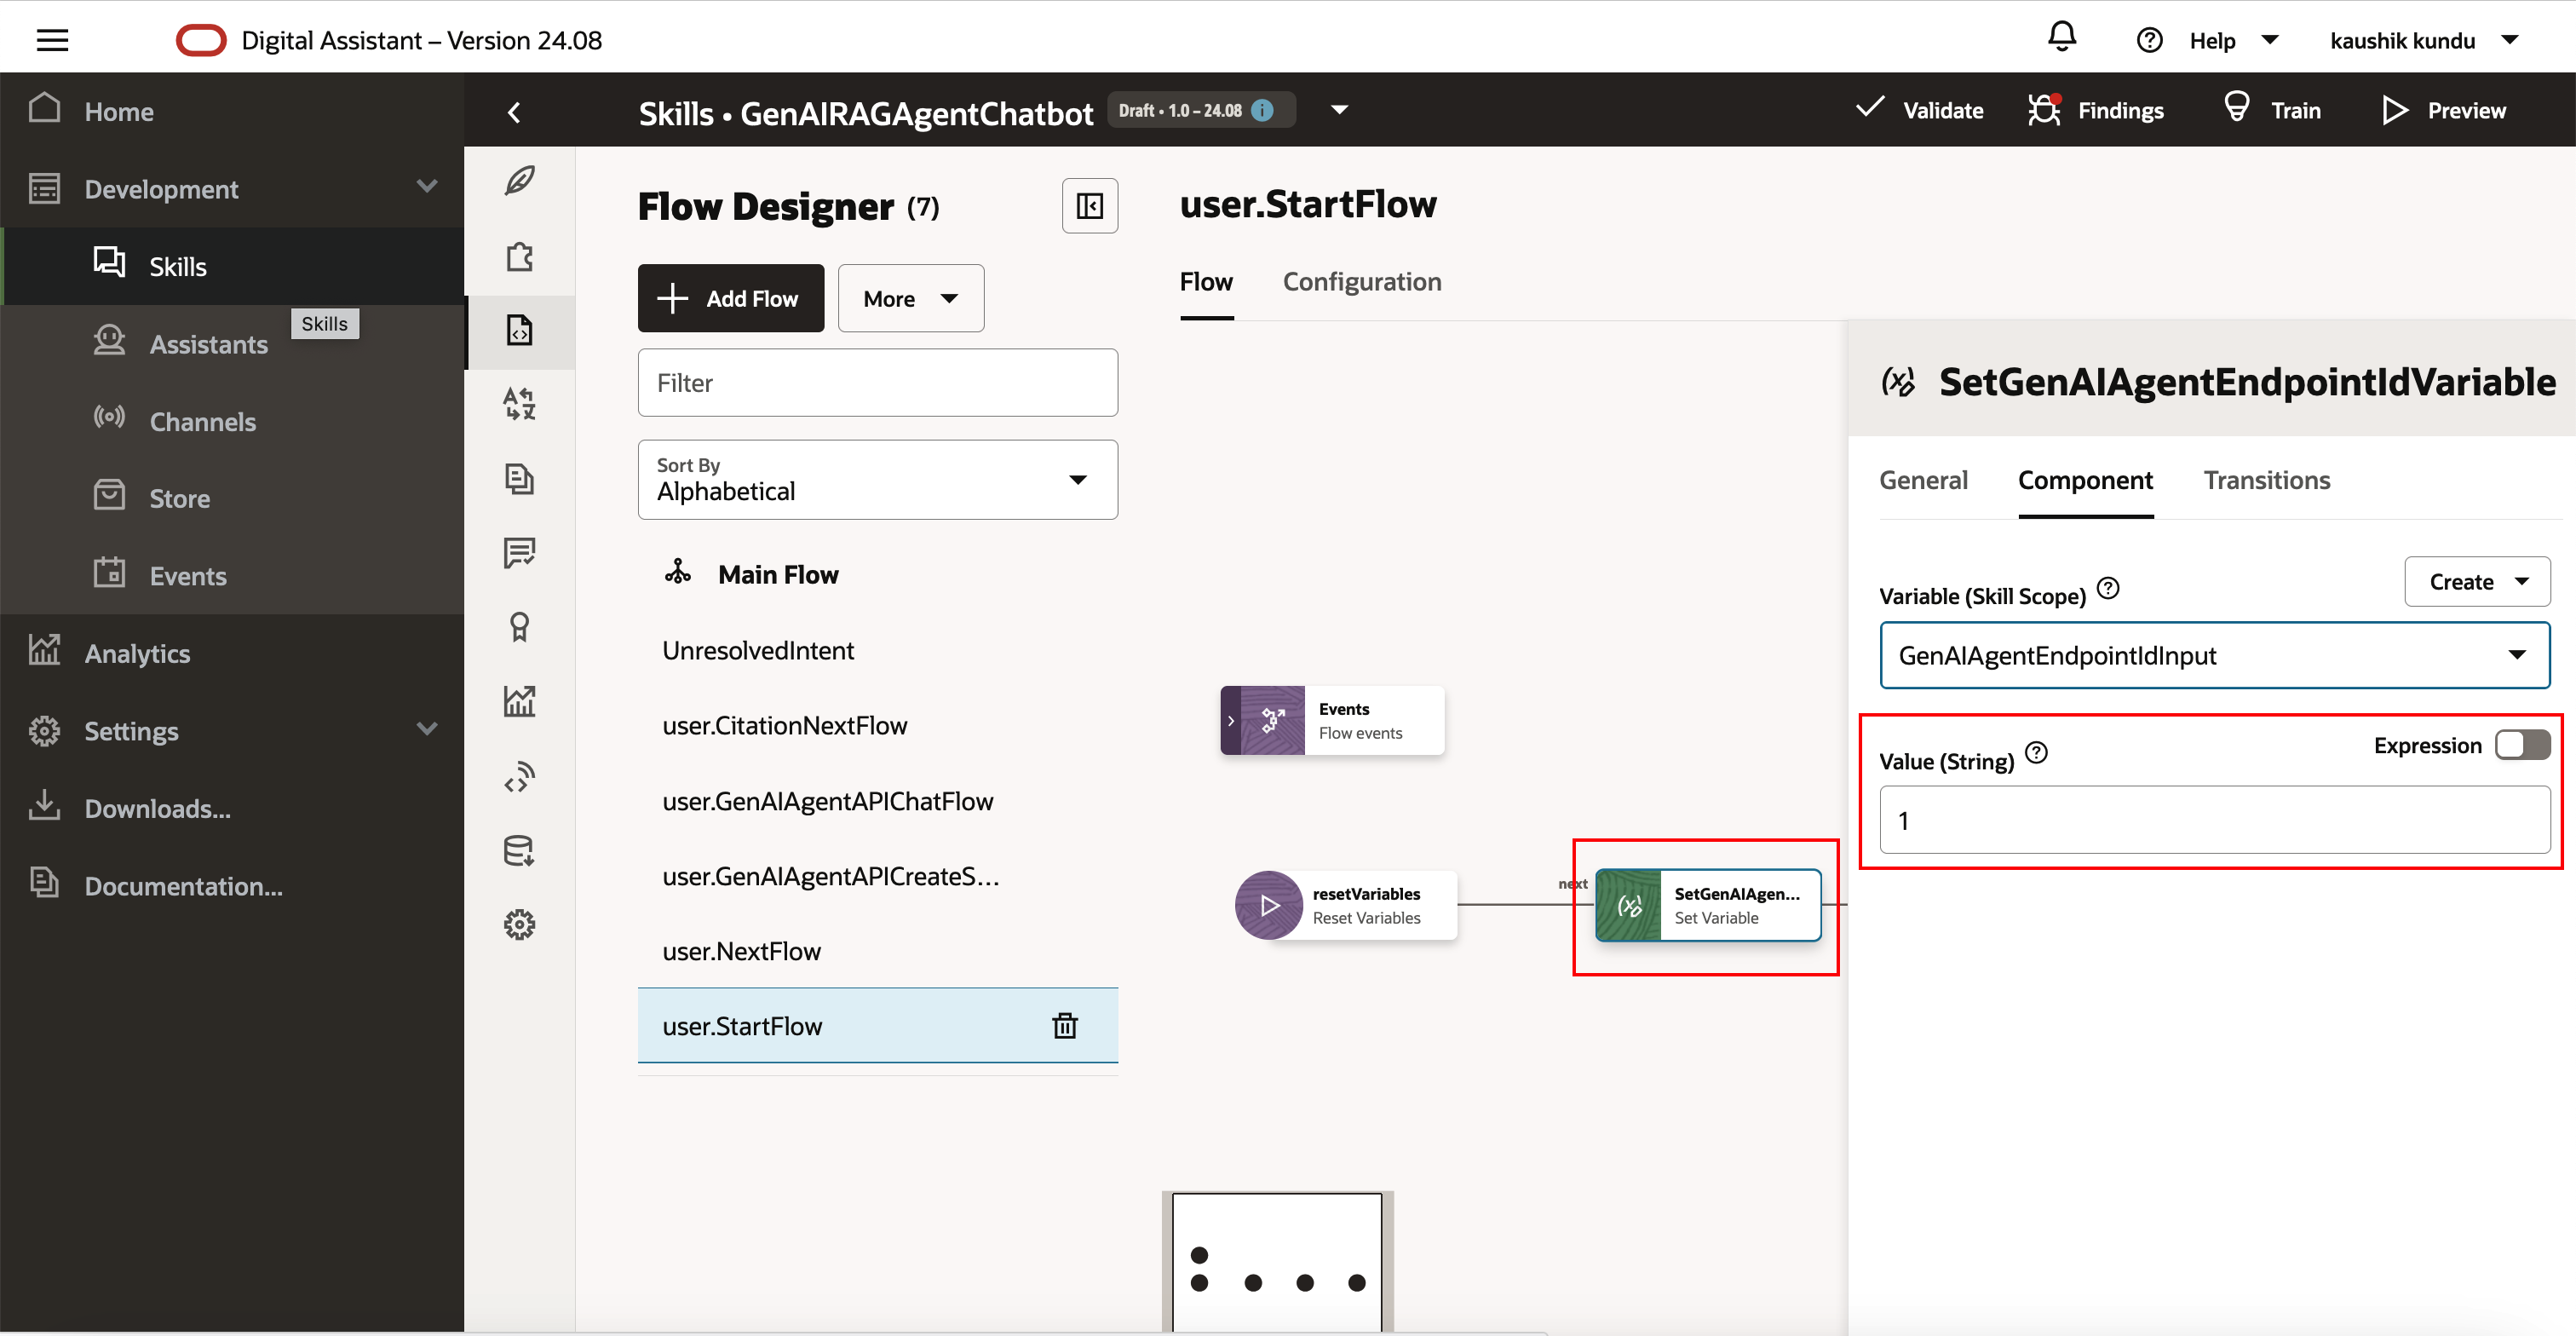 Digital Assistant – Version 24.08
Help
kaushik kundu
Home
Development
Skills
Skills
Assistants
Channels
Store
Events
Analytics
Settings
Downloads...
Documentation...
Skills • GenAIRAGAgentChatbot
Draft • 1.0 – 24.08
Validate
Findings
Train
Preview
Flow Designer (7)
Add Flow
More
Filter
Sort By
Alphabetical
Main Flow
UnresolvedIntent
user.CitationNextFlow
user.GenAIAgentAPIChatFlow
user.GenAIAgentAPICreateS...
user.NextFlow
user.StartFlow
user.StartFlow
Flow
Configuration
Events
Flow events
resetVariables
Reset Variables
next
SetGenAIAgen...
Set Variable
SetGenAIAgentEndpointIdVariable
General
Component
Transitions
Variable (Skill Scope)
Create
GenAIAgentEndpointIdInput
Value (String)
Expression
1